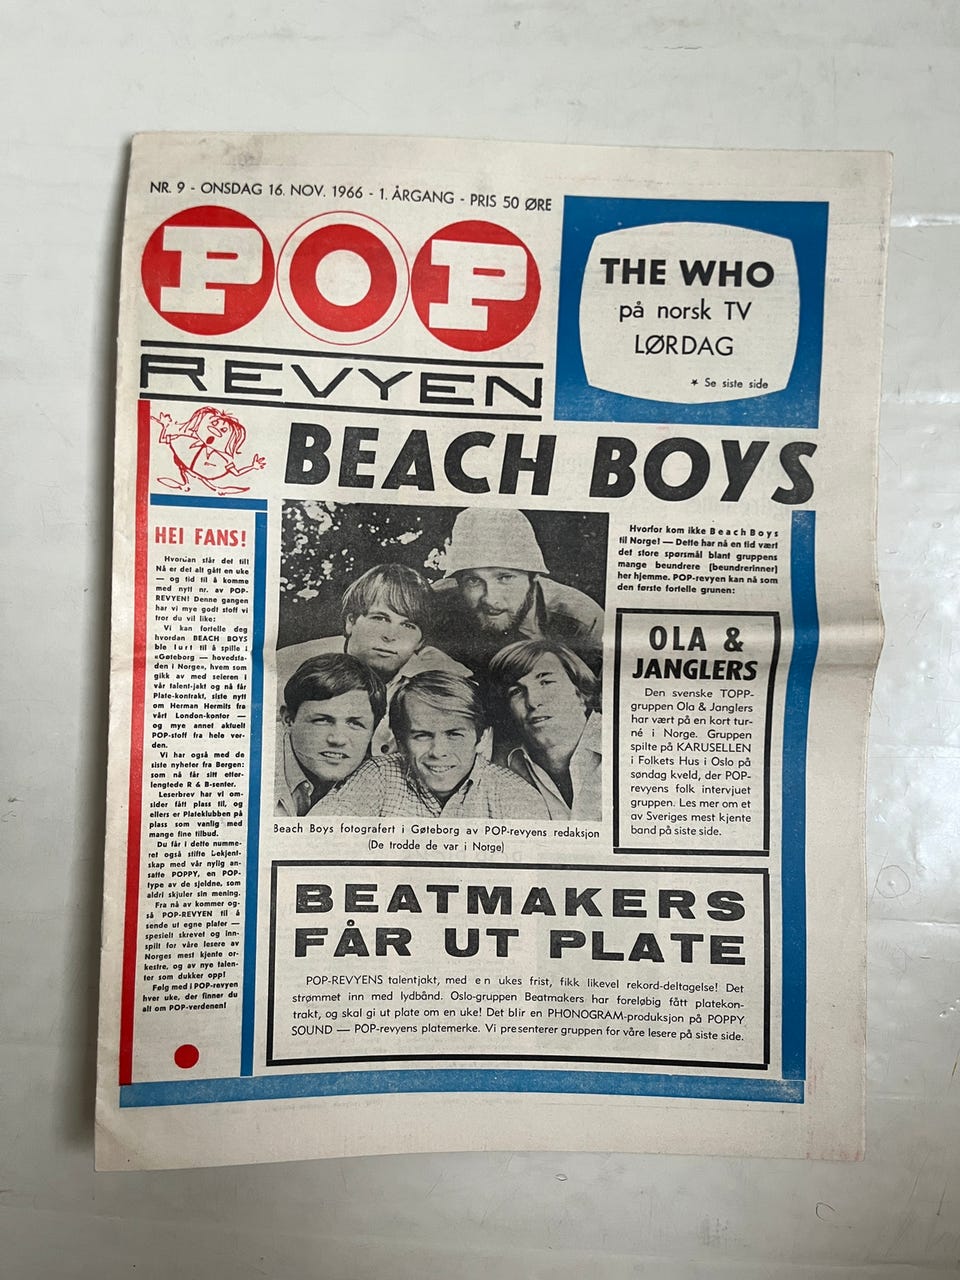 NR. 9 - ONSDAG 16. NOV. 1966 - 1. ÅRGANG - PRIS 50 ØRE
POP
REVYEN
THE WHO
på norsk TV
LØRDAG
★ Se siste side
BEACH BOYS
HEI FANS!
Hvordan står det til!
Nå er det alt gått en uke
— og tid til å komme
med nytt nr. av POP-
REVYEN! Denne gangen
har vi mye godt stoff vi
tror du vil like:
Vi kan fortelle deg
hvordan BEACH BOYS
ble lurt til å spille i
«Gøteborg — hovedsta-
den i Norge», hvem som
gikk av med seieren i
vår talent-jakt og nå får
Plate-kontrakt, siste nytt
om Herman Hermits fra
vårt London-kontor —
og mye annet aktuelt
POP-stoff fra hele ver-
den.
Vi har også med de
siste nyheter fra Bergen:
som nå får sitt etter-
lengtede R & B-senter.
Leserbrev har vi om-
sider fått plass til, og
ellers er Plateklubben på
plass som vanlig med
mange fine tilbud.
Du får i dette numme-
ret også stifte bekjent-
skap med vår nylig an-
satte POPPY, en POP-
type av de sjeldne, som
aldri skjuler sin mening.
Fra nå av kommer og-
så POP-REVYEN til å
sende ut egne plater —
spesielt skrevet og inn-
spilt for våre lesere av
Norges mest kjente or-
kestre, og av nye talen-
ter som dukker opp!
Følg med i POP-revyen
hver uke, der finner du
alt om POP-verdenen!
Beach Boys fotografert i Gøteborg av POP-revyens redaksjon
(De trodde de var i Norge)
Hvorfor kom ikke Beach Boys
til Norge! — Dette har nå en tid vært
det store spørsmål blant gruppens
mange beundrere (beundrerinner)
her hjemme. POP-revyen kan nå som
den første fortelle grunen:
OLA &
JANGLERS
Den svenske TOPP-
gruppen Ola & Janglers
har vært på en kort tur-
né i Norge. Gruppen
spilte på KARUSELLEN
i Folkets Hus i Oslo på
søndag kveld, der POP-
revyens folk intervjuet
gruppen. Les mer om et
av Sveriges mest kjente
band på siste side.
BEATMAKERS
FÅR UT PLATE
POP-REVYENS talentjakt, med en ukes frist, fikk likevel rekord-deltagelse! Det
strømmet inn med lydbånd. Oslo-gruppen Beatmakers har foreløbig fått platekon-
trakt, og skal gi ut plate om en uke! Det blir en PHONOGRAM-produksjon på POPPY
SOUND — POP-revyens platemerke. Vi presenterer gruppen for våre lesere på siste side.